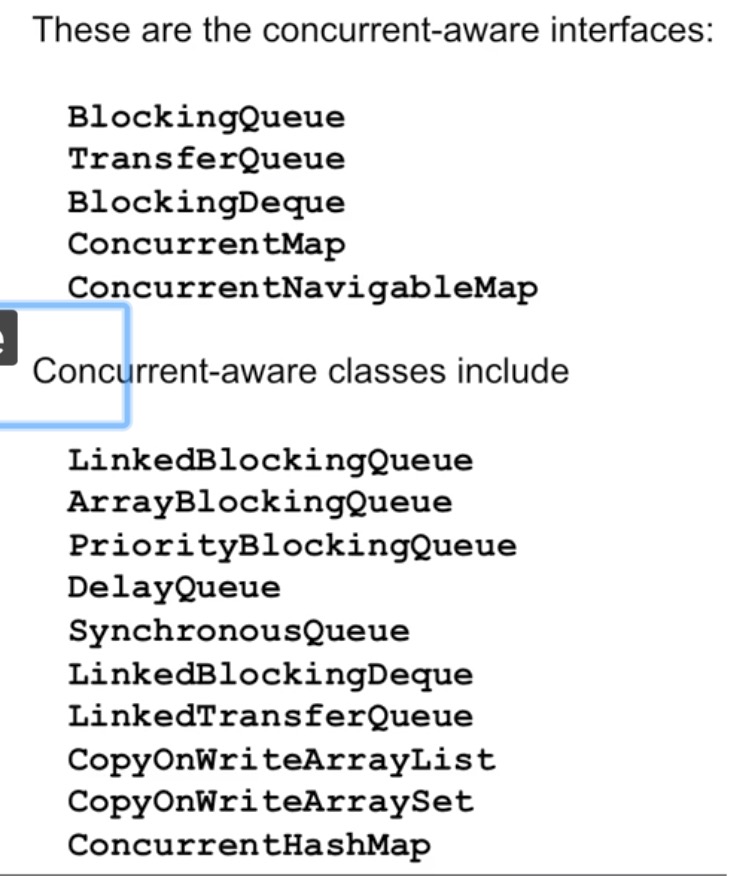 These are the concurrent-aware interfaces:
BlockingQueue
TransferQueue
BlockingDeque
ConcurrentMap
ConcurrentNavigableMap
Concurrent-aware classes include
LinkedBlockingQueue
ArrayBlockingQueue
PriorityBlockingQueue
DelayQueue
SynchronousQueue
LinkedBlockingDeque
LinkedTransferQueue
CopyOnWriteArrayList
CopyOnWriteArraySet
ConcurrentHashMap